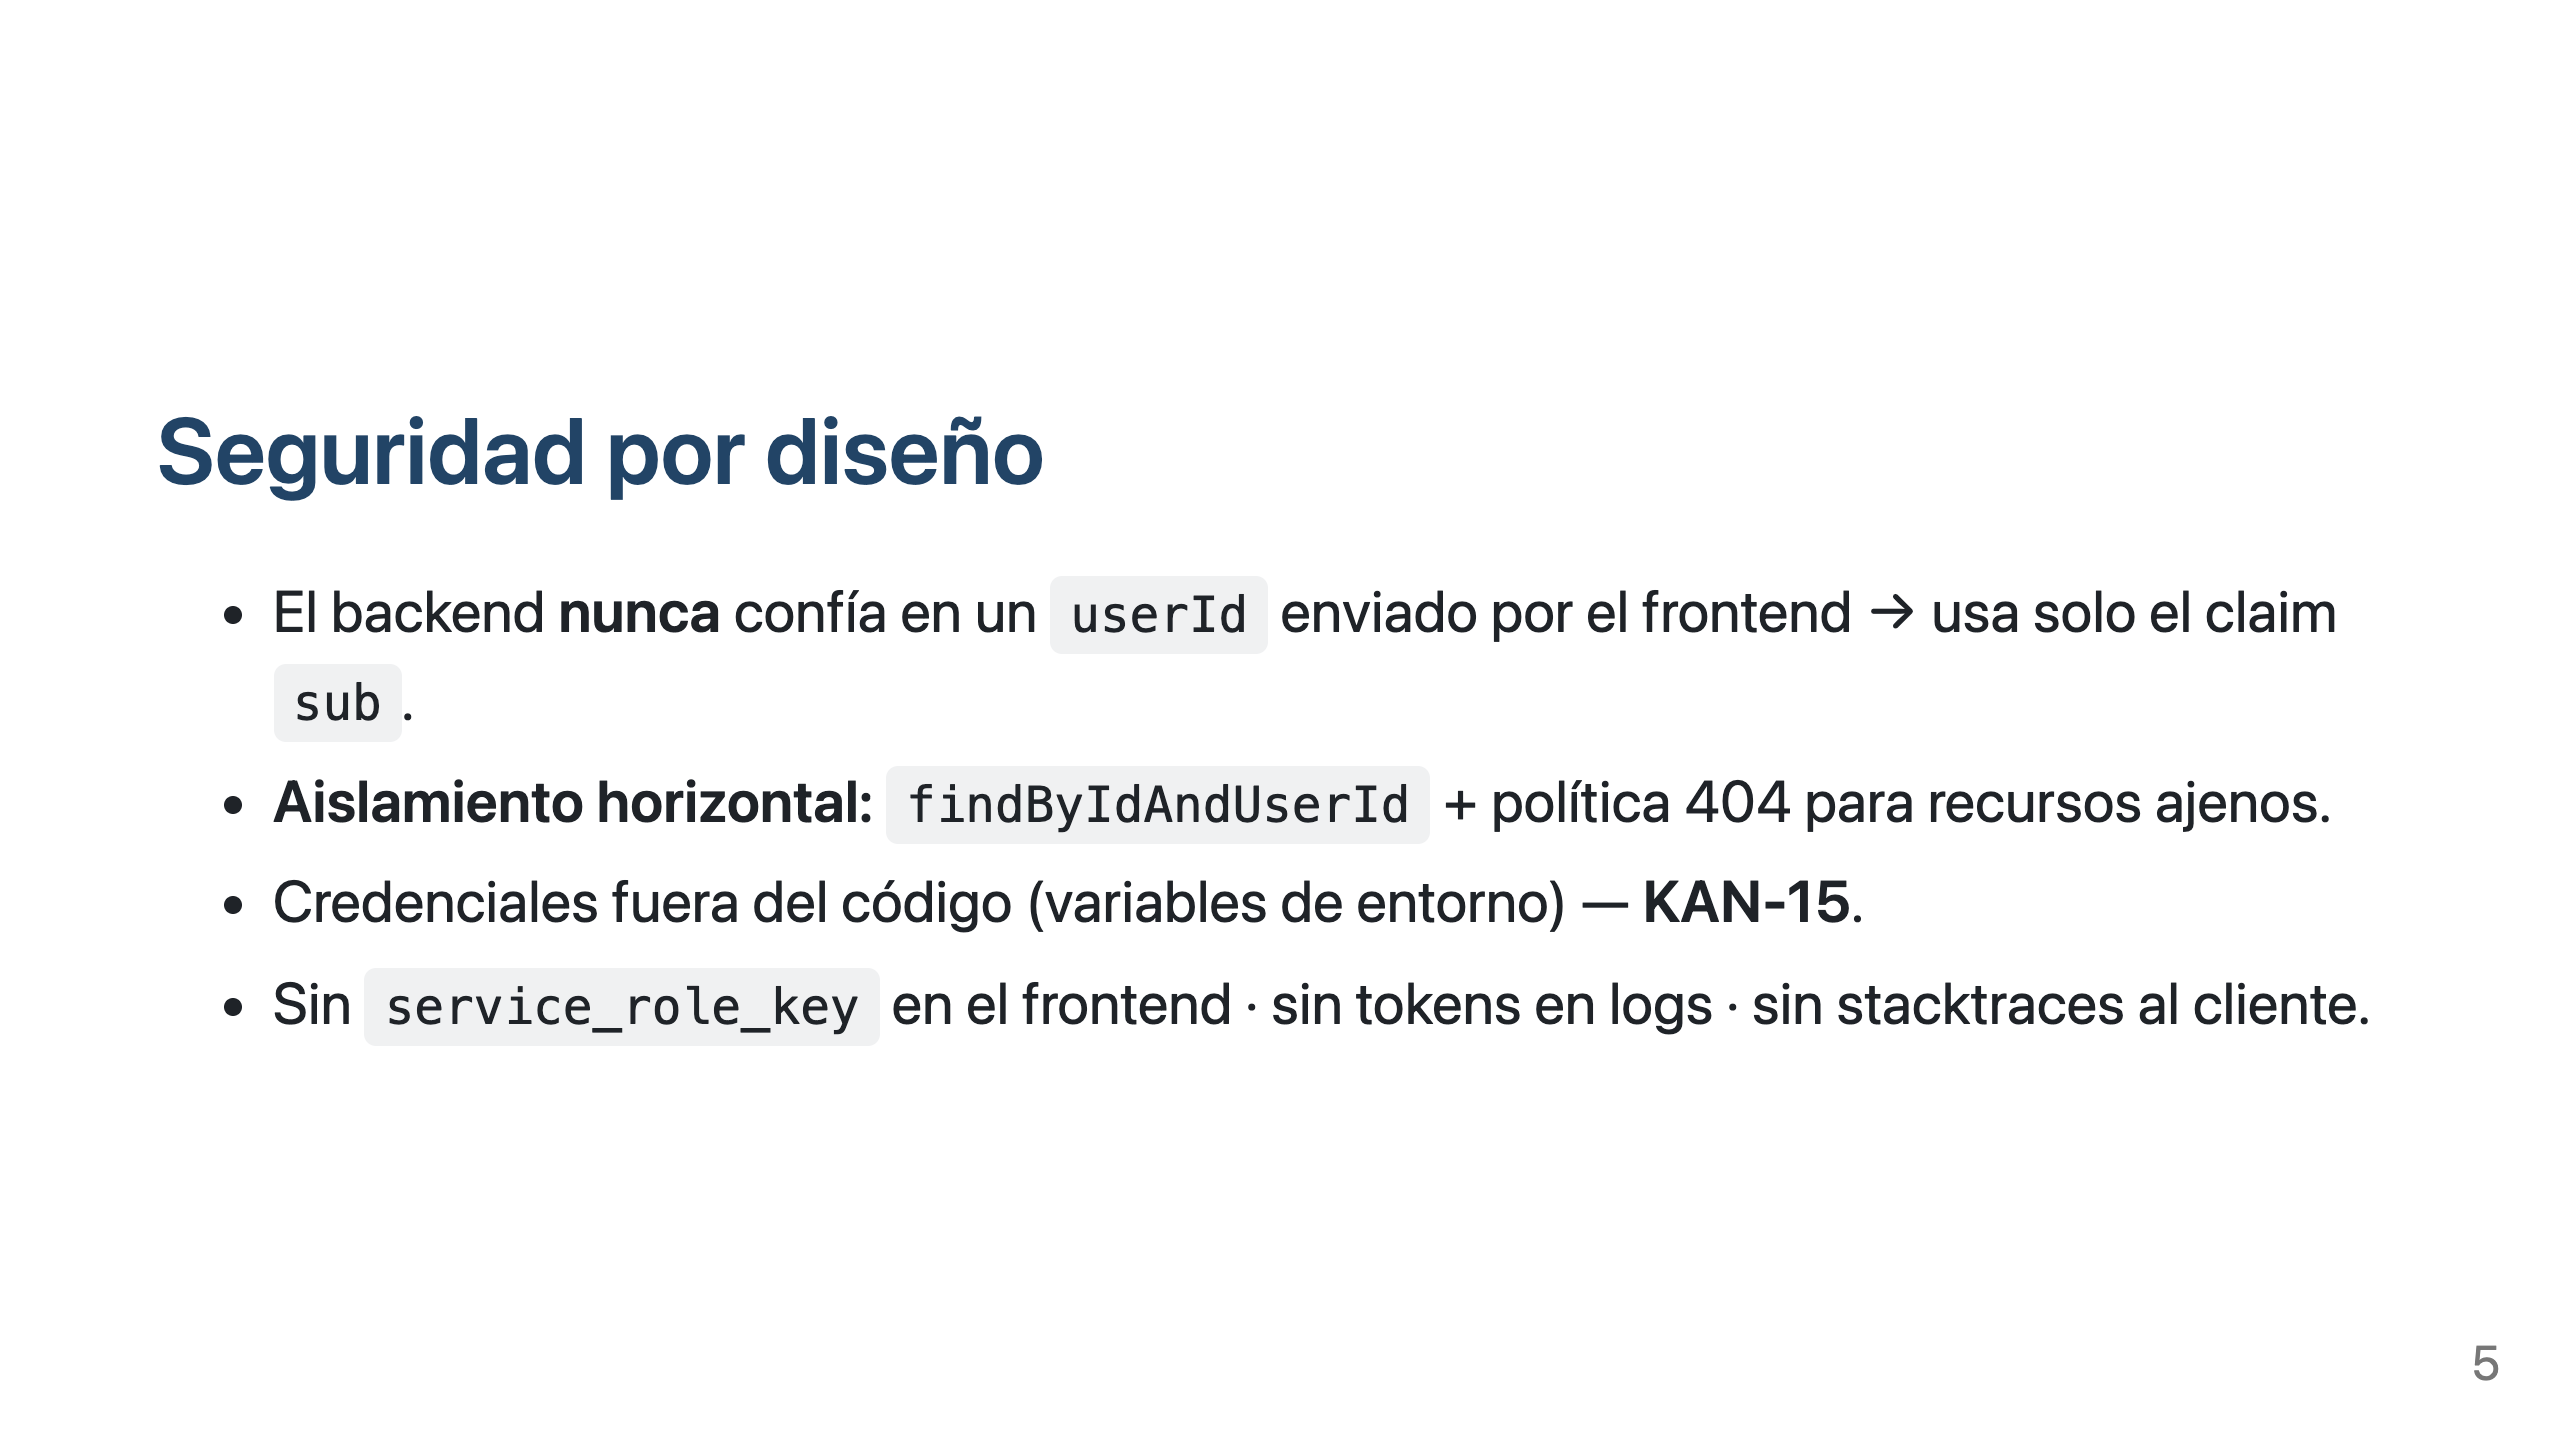 Seguridad por diseño
• El backend nunca confía en un userId enviado por el frontend → usa solo el claim
sub.
• Aislamiento horizontal: findByIdAndUserId + política 404 para recursos ajenos.
• Credenciales fuera del código (variables de entorno) — KAN-15.
• Sin service_role_key en el frontend · sin tokens en logs · sin stacktraces al cliente.
5